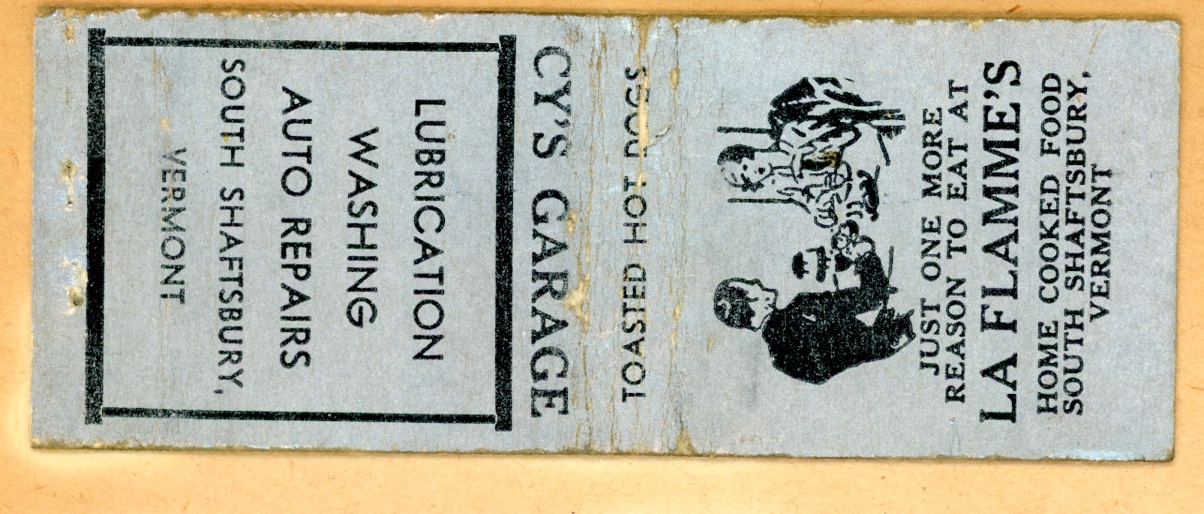 CY'S GARAGE
LUBRICATION
WASHING
AUTO REPAIRS
SOUTH SHAFTSBURY,
VERMONT
TOASTED HOT DOGS
JUST ONE MORE
REASON TO EAT AT
LA FLAMME'S
HOME COOKED FOOD
SOUTH SHAFTSBURY,
VERMONT